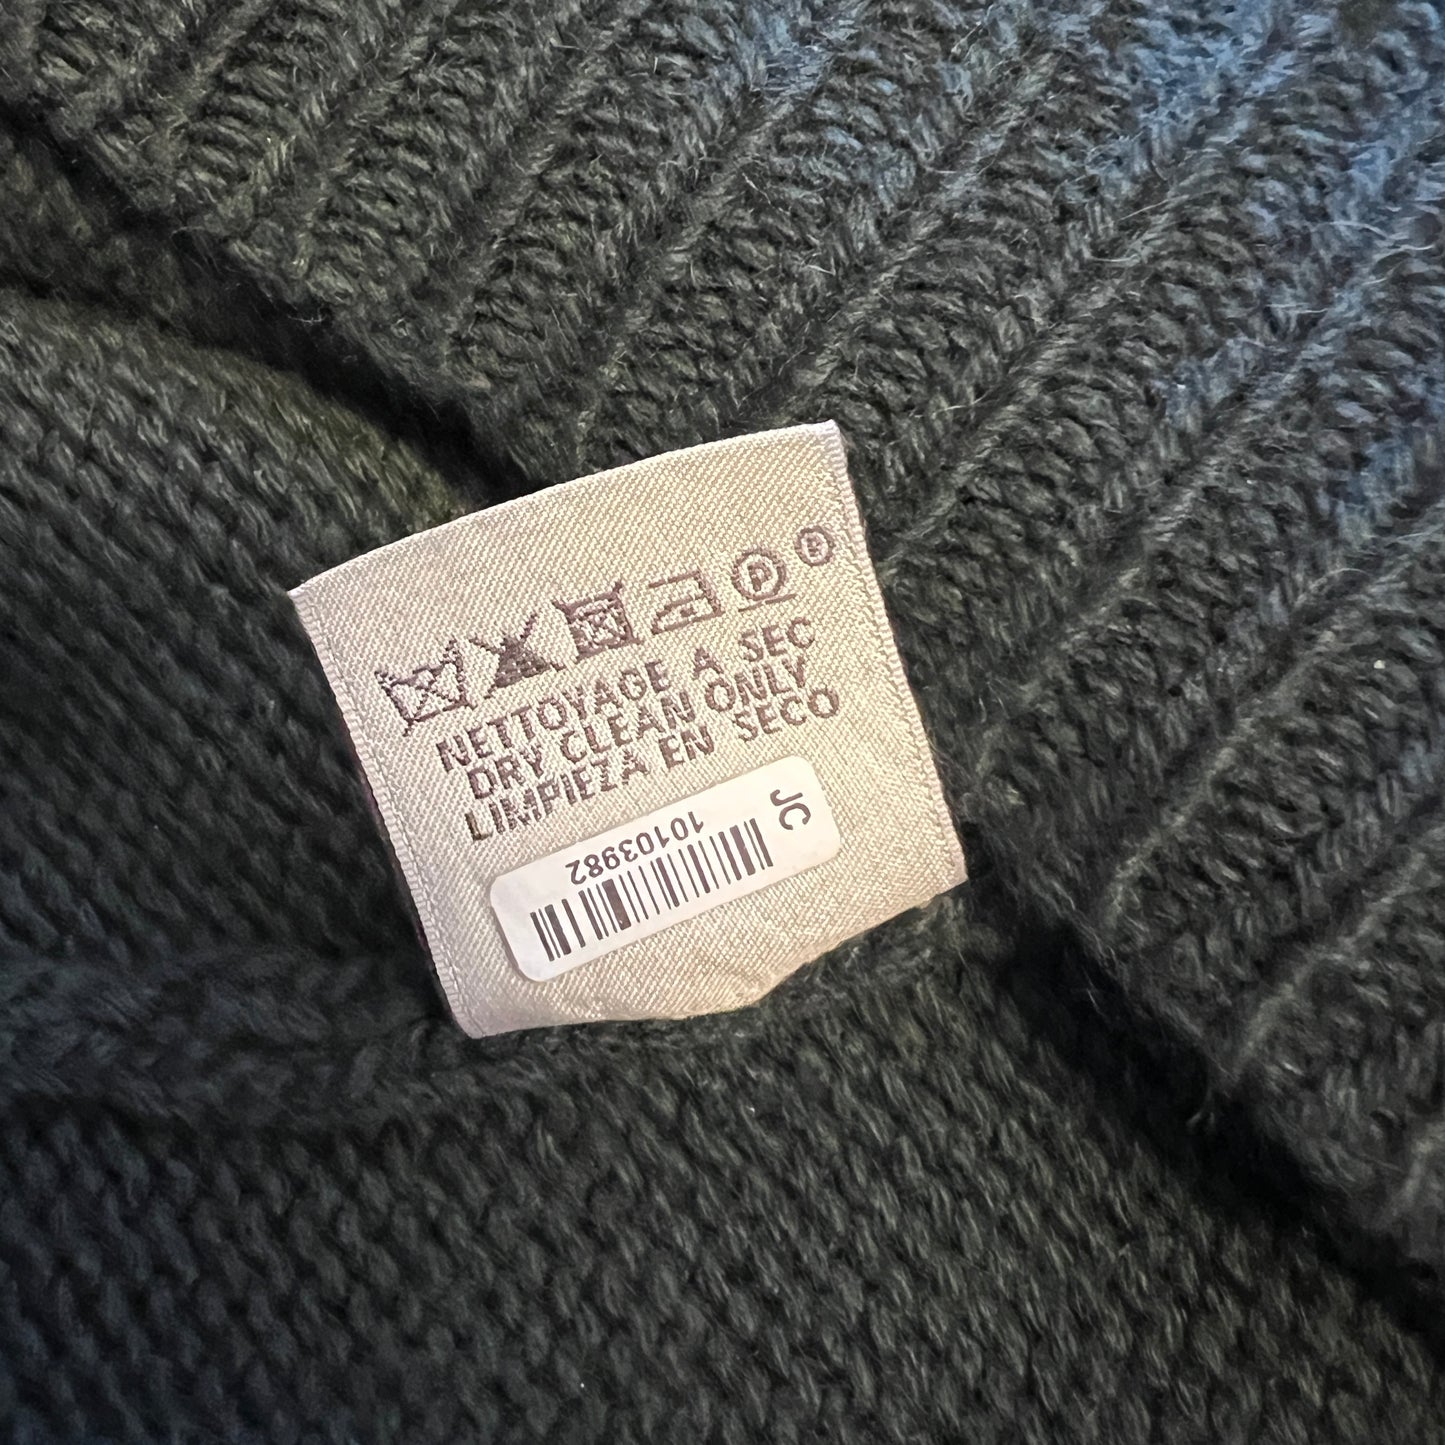 P ®
NETTOYAGE A SEC
DRY CLEAN ONLY
LIMPIEZA EN SECO
JC
10103982